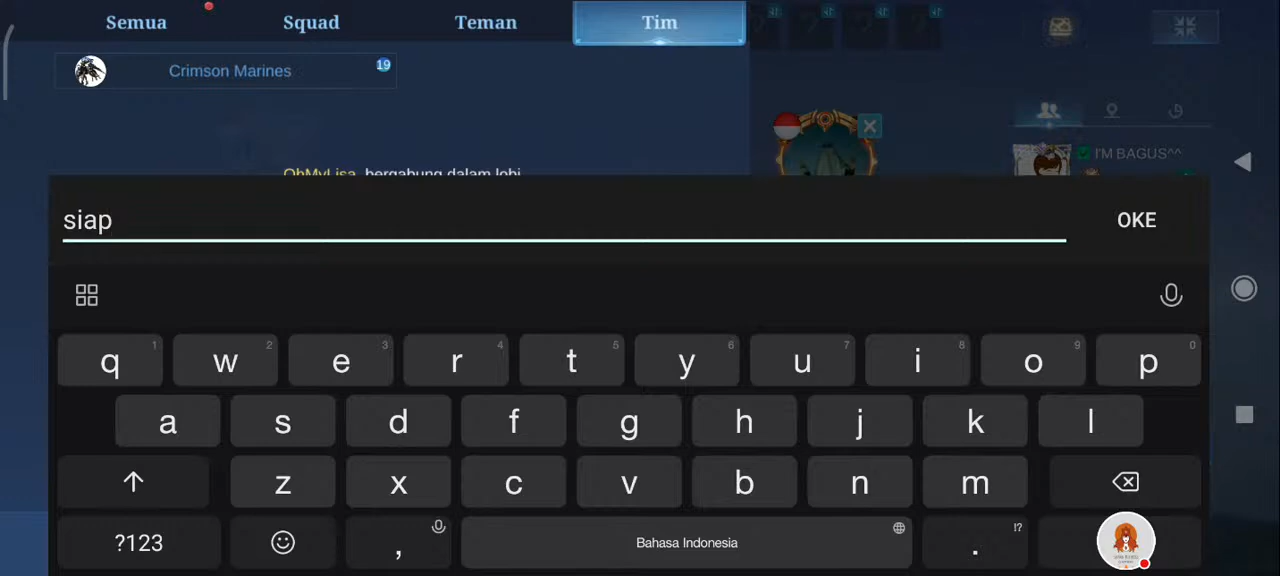 Semua
Squad
Teman
Tim
Crimson Marines
19
I'M BAGUS^^
OhMyLisa bergabung dalam lobi
siap
OKE
q 1 w 2 e 3 r 4 t 5 y 6 u 7 i 8 o 9 p 0
a s d f g h j k l
z x c v b n m
?123 , Bahasa Indonesia . !?